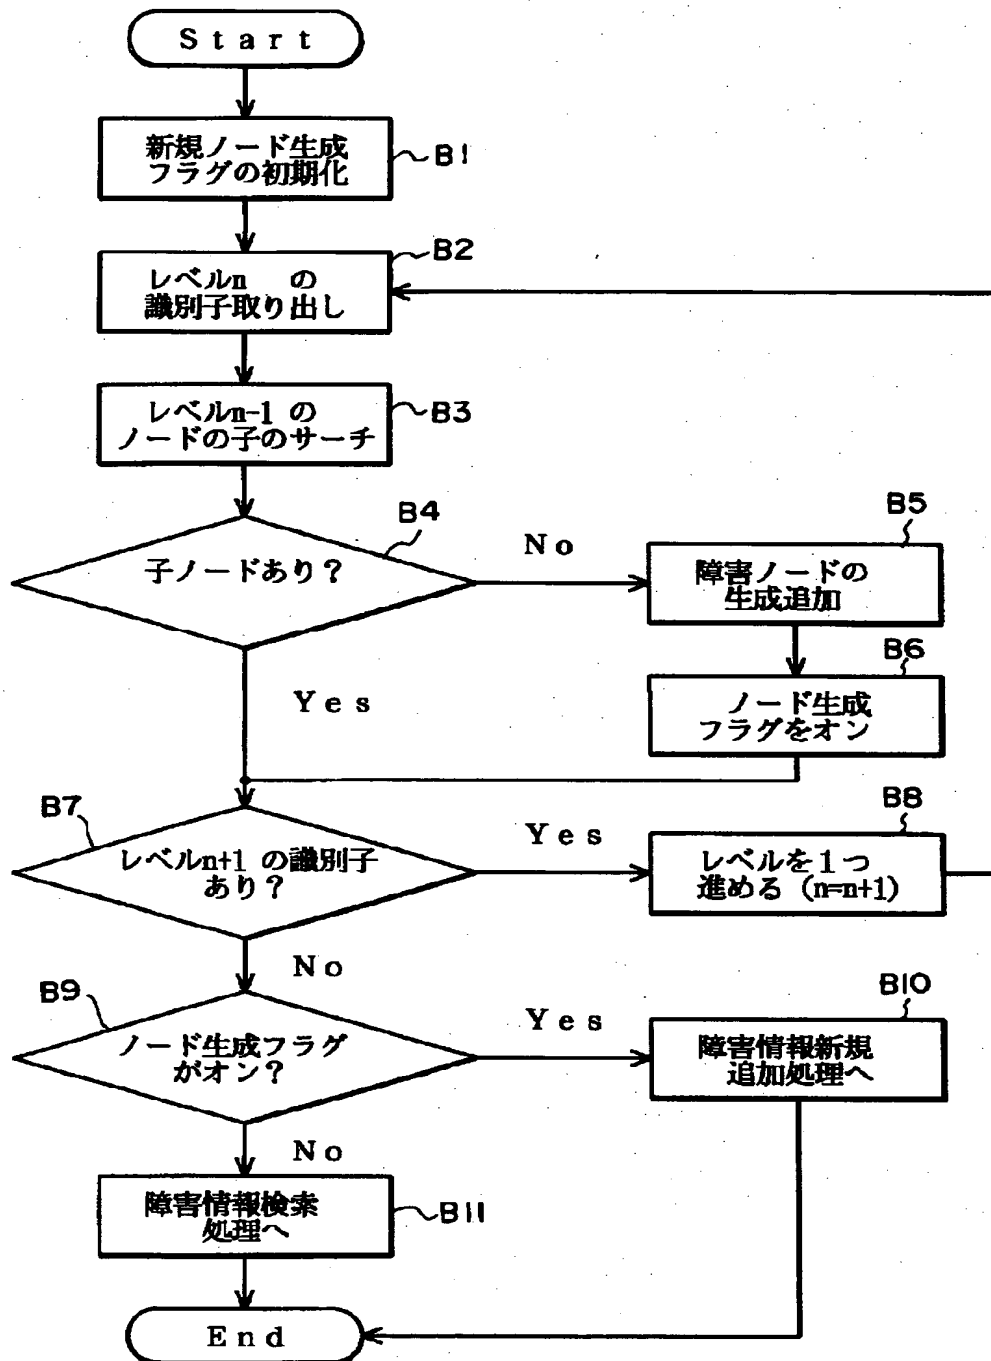 Start
新規ノード生成
フラグの初期化
B1
レベルn の
識別子取り出し
B2
レベルn-1 の
ノードの子のサーチ
B3
子ノードあり？
B4
No
障害ノードの
生成追加
B5
ノード生成
フラグをオン
B6
Yes
レベルn+1 の識別子
あり？
B7
Yes
レベルを１つ
進める（n=n+1）
B8
No
ノード生成フラグ
がオン？
B9
Yes
障害情報新規
追加処理へ
B10
No
障害情報検索
処理へ
B11
End